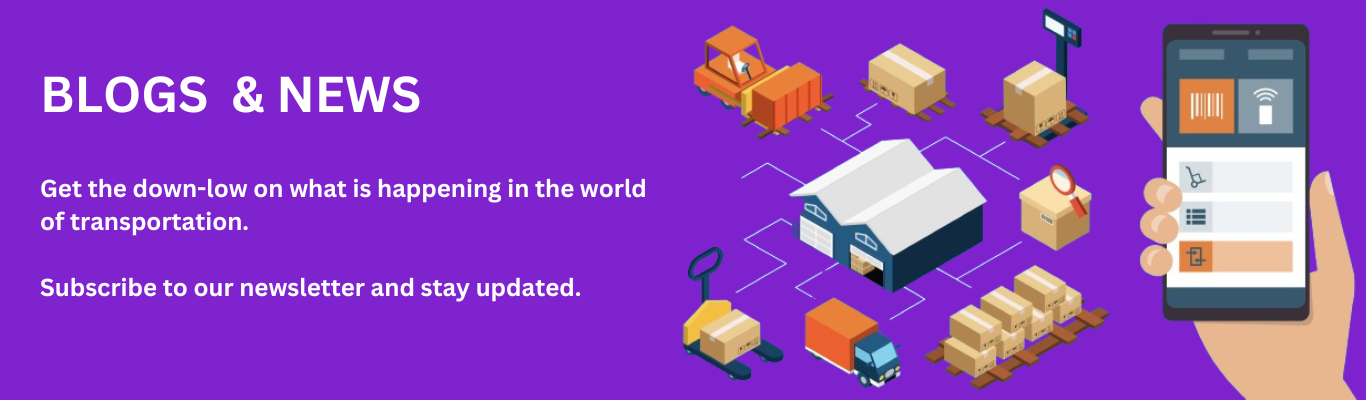 BLOGS & NEWS
Get the down-low on what is happening in the world
of transportation.
Subscribe to our newsletter and stay updated.